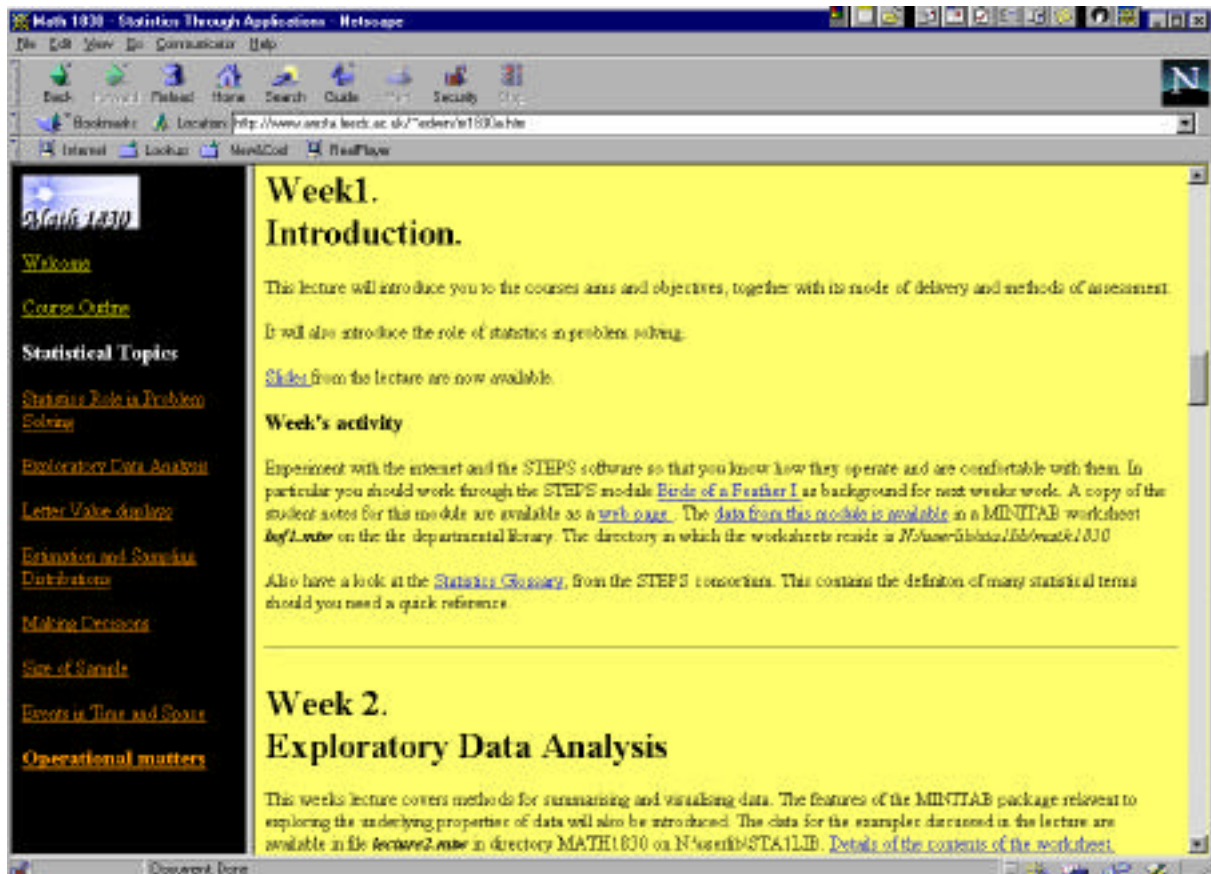 Math 1830 - Statistics Through Applications - Netscape
File Edit View Go Communicator Help
Back Forward Reload Home Search Guide Print Security Stop
N
Bookmarks Location:
Internet Lookup New&Cool RealPlayer
Math 1830
Welcome
Course Outline
Statistical Topics
Statistics Role in Problem
Solving
Exploratory Data Analysis
Letter Value displays
Estimation and Sampling
Distributions
Making Decisions
Size of Sample
Events in Time and Space
Operational matters
Week1.
Introduction.
This lecture will introduce you to the courses aims and objectives, together with its mode of delivery and methods of assessment.
It will also introduce the role of statistics in problem solving.
Slides from the lecture are now available.
Week's activity
Experiment with the internet and the STEPS software so that you know how they operate and are comfortable with them. In
particular you should work through the STEPS module Birds of a Feather I as background for next weeks work. A copy of the
student notes for this module are available as a web page . The data from this module is available in a MINITAB worksheet
bof1.mtw on the the departmental library. The directory in which the worksheets reside is N:\userlib\sta1lib\math1830
Also have a look at the Statistics Glossary, from the STEPS consortium. This contains the definiton of many statistical terms
should you need a quick reference.
Week 2.
Exploratory Data Analysis
This weeks lecture covers methods for summarising and visualising data. The features of the MINITAB package relevent to
exploring the underlying properties of data will also be introduced. The data for the examples discussed in the lecture are
available in file lecture2.mtw in directory MATH1830 on N:\userlib\STA1LIB. Details of the contents of the worksheet.
Document: Done